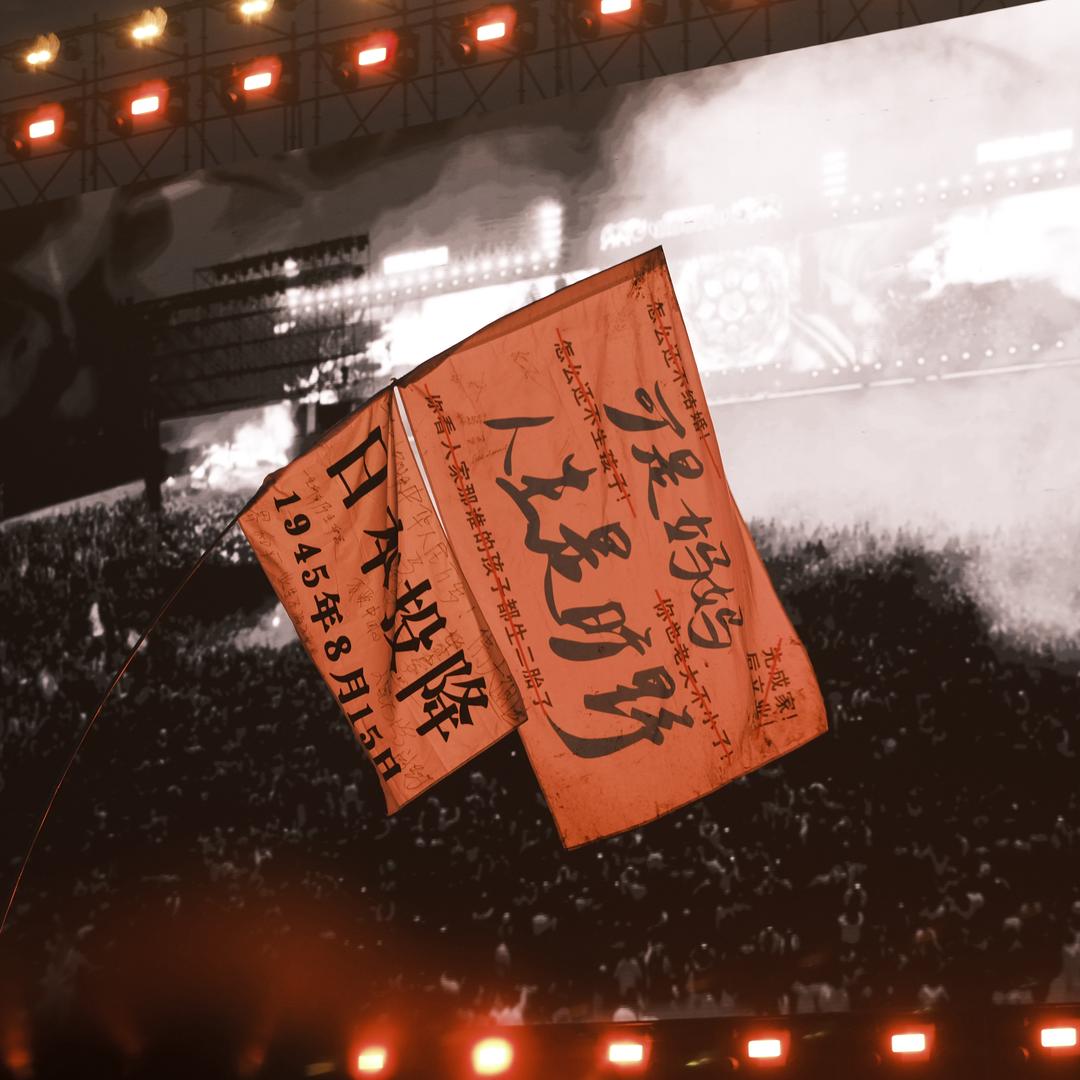 日本投降
1945年8月15日
怎么还不结婚!
先成家!
后立业!
可是妈妈
怎么还不生孩子!
你也老大不小了!
人生是旷野
你看人家那谁的孩子都生二胎了